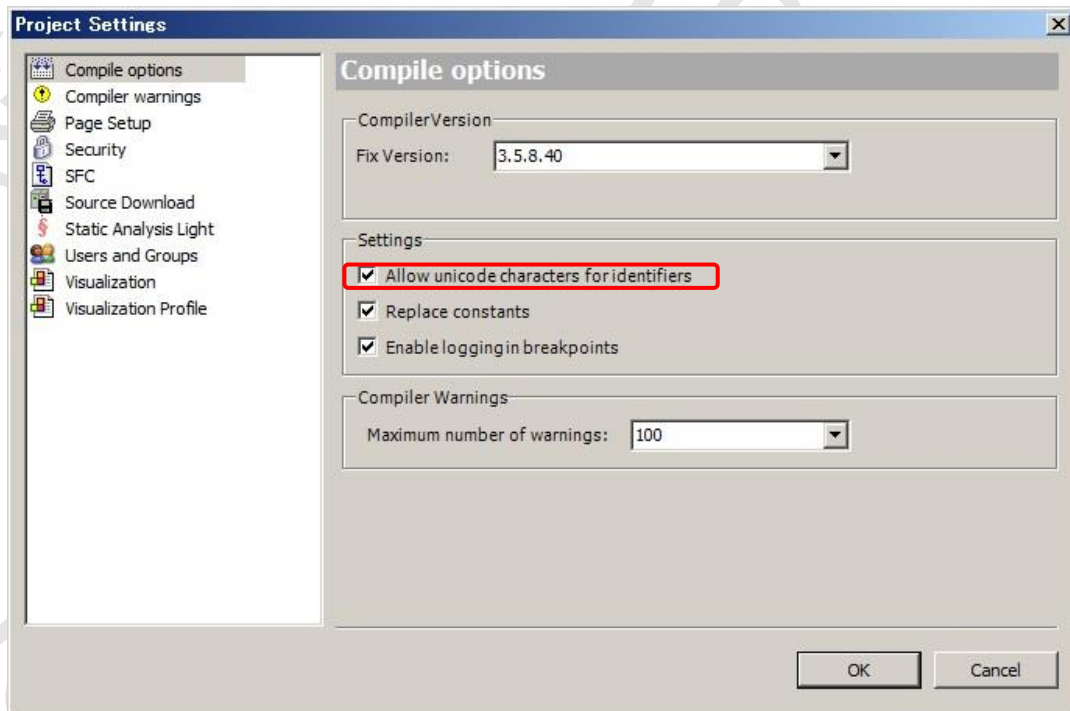 Project Settings
Compile options
Compiler warnings
Page Setup
Security
SFC
Source Download
Static Analysis Light
Users and Groups
Visualization
Visualization Profile
Compile options
CompilerVersion
Fix Version: 3.5.8.40
Settings
Allow unicode characters for identifiers
Replace constants
Enable logging in breakpoints
Compiler Warnings
Maximum number of warnings: 100
OK Cancel